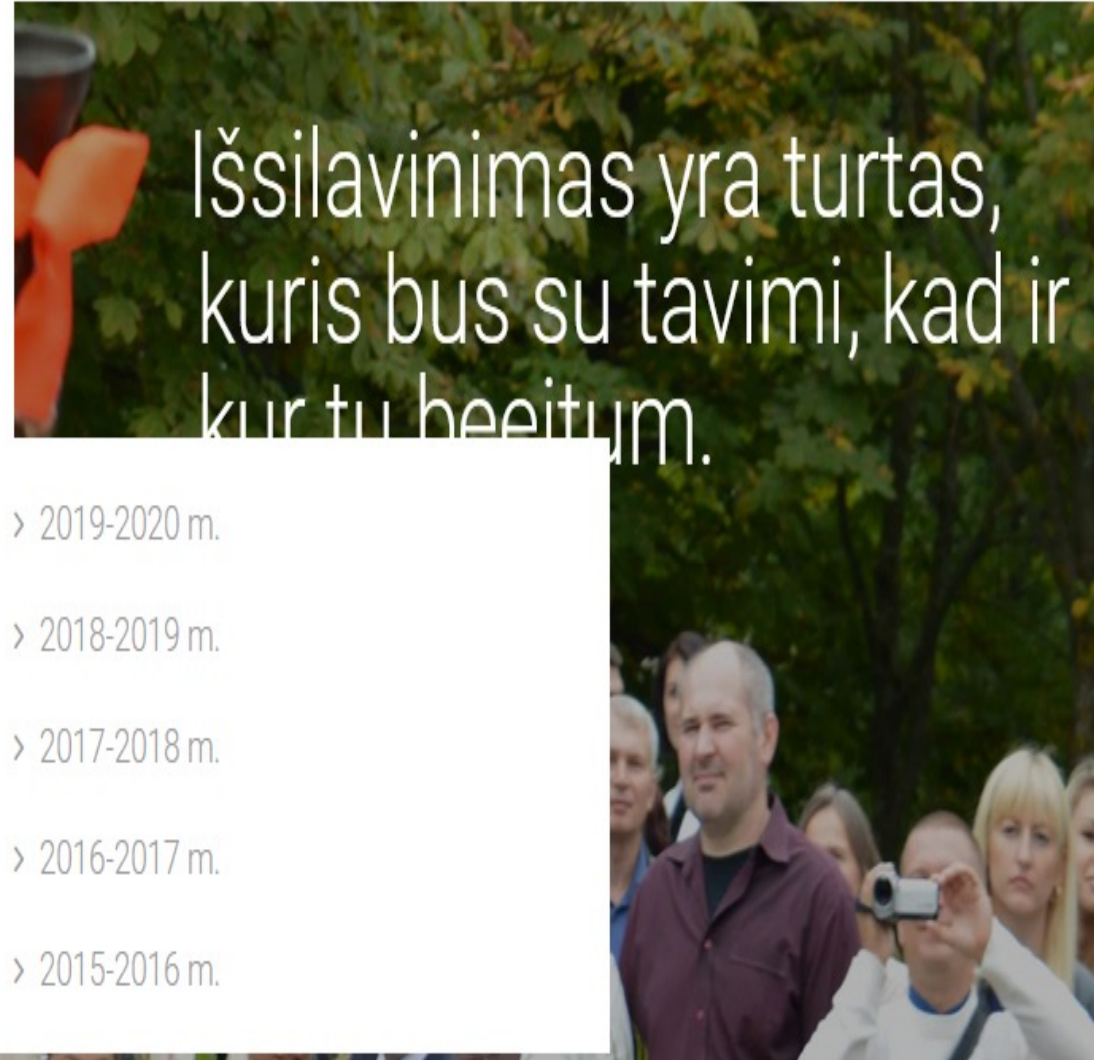 Išsilavinimas yra turtas,
kuris bus su tavimi, kad ir
kur tu beeitum.
› 2019-2020 m.
› 2018-2019 m.
› 2017-2018 m.
› 2016-2017 m.
› 2015-2016 m.